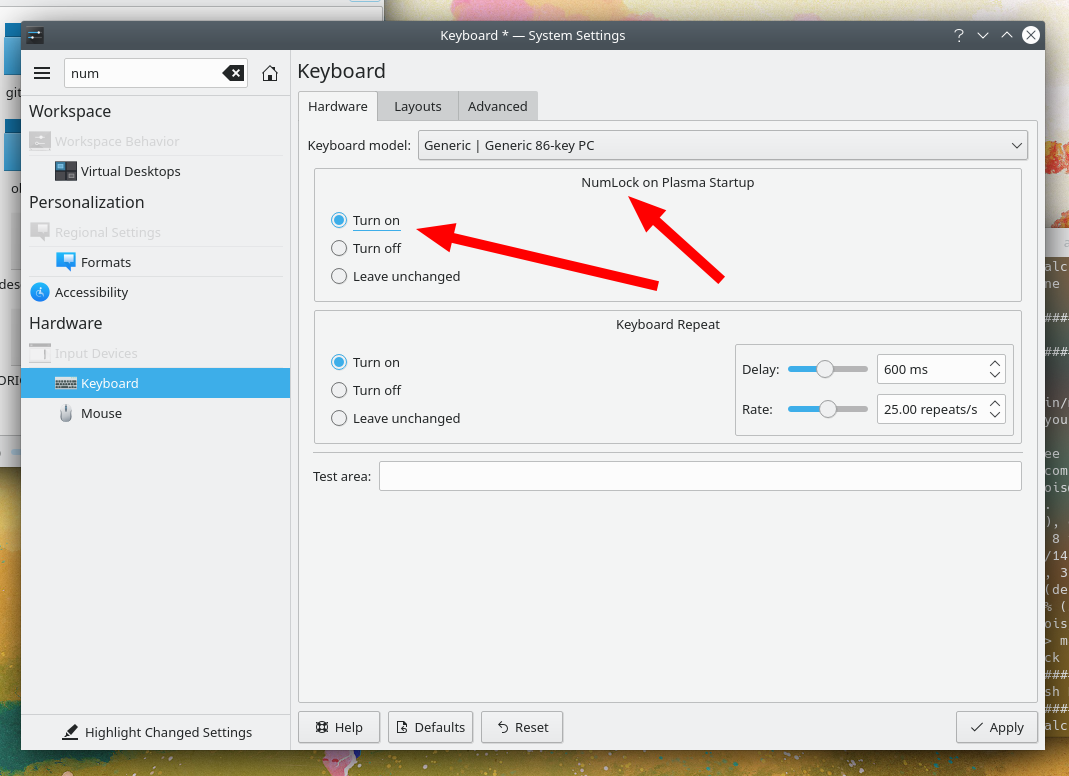 Keyboard * — System Settings
?
num
Workspace
Workspace Behavior
Virtual Desktops
Personalization
Regional Settings
Formats
Accessibility
Hardware
Input Devices
Keyboard
Mouse
Highlight Changed Settings
Keyboard
Hardware Layouts Advanced
Keyboard model: Generic | Generic 86-key PC
NumLock on Plasma Startup
Turn on
Turn off
Leave unchanged
Keyboard Repeat
Turn on
Turn off
Leave unchanged
Delay: 600 ms
Rate: 25.00 repeats/s
Test area:
Help Defaults Reset Apply